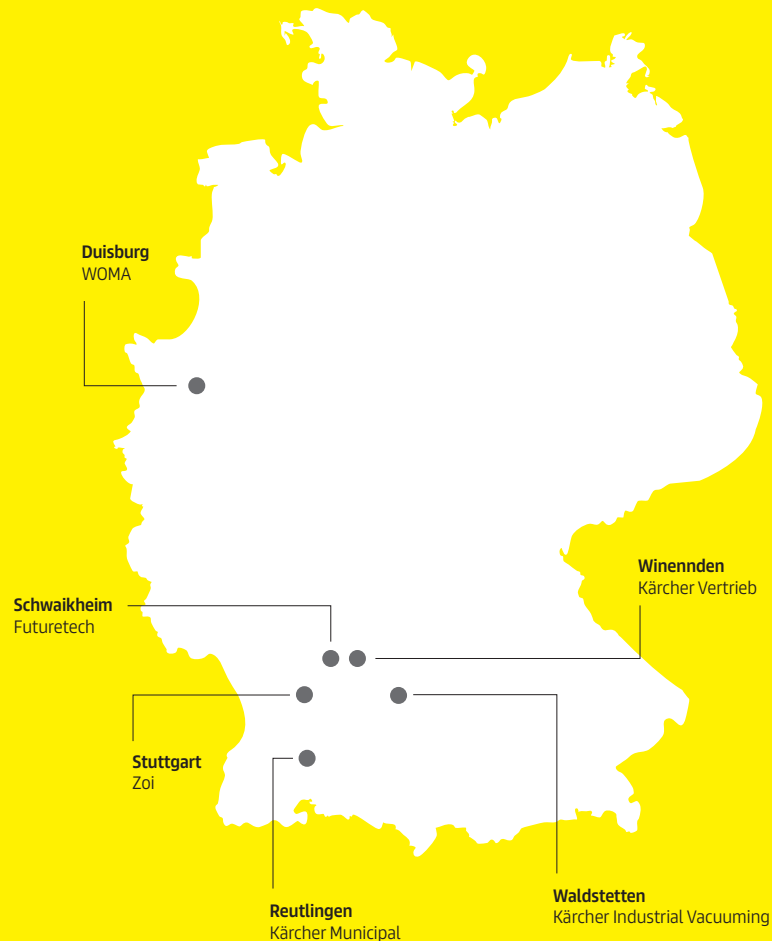 Duisburg
WOMA
Winennden
Kärcher Vertrieb
Schwaikheim
Futuretech
Stuttgart
Zoi
Waldstetten
Kärcher Industrial Vacuuming
Reutlingen
Kärcher Municipal